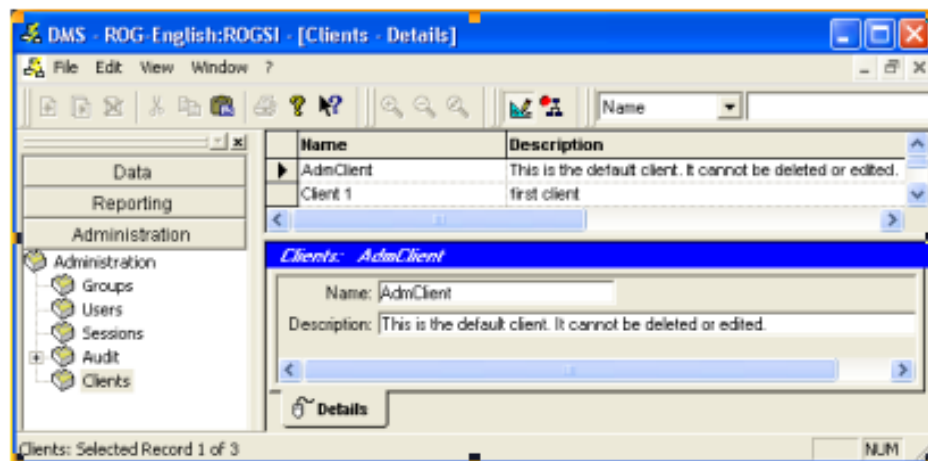 DMS - ROG-English:ROGSI - [Clients - Details]
File Edit View Window ?
Name
Name Description
AdmClient This is the default client. It cannot be deleted or edited.
Client 1 first client
Data
Reporting
Administration
Administration
Groups
Users
Sessions
Audit
Clients
Clients: AdmClient
Name: AdmClient
Description: This is the default client. It cannot be deleted or edited.
Details
Clients: Selected Record 1 of 3 NUM